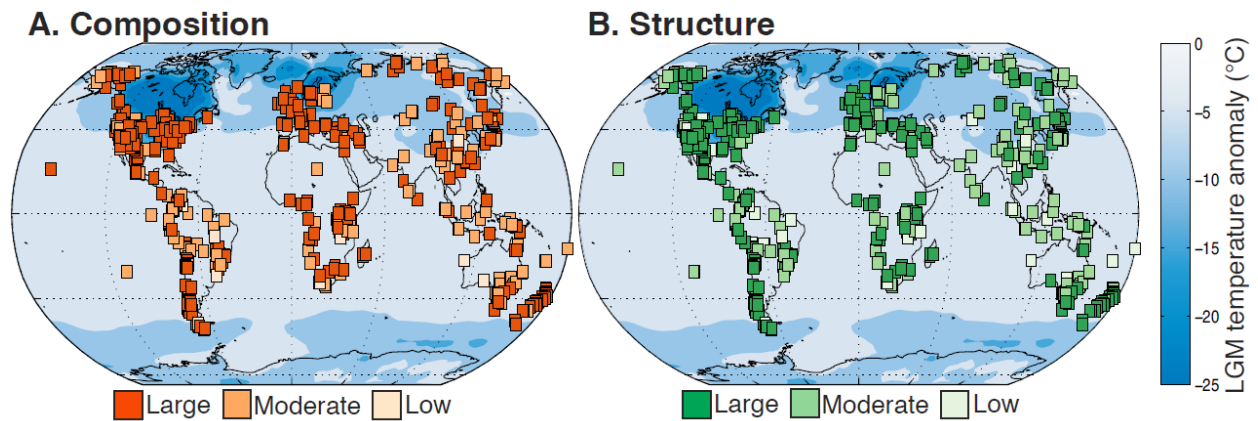 A. Composition
B. Structure
0
−5
−10
−15
−20
−25
LGM temperature anomaly (°C)
Large Moderate Low
Large Moderate Low